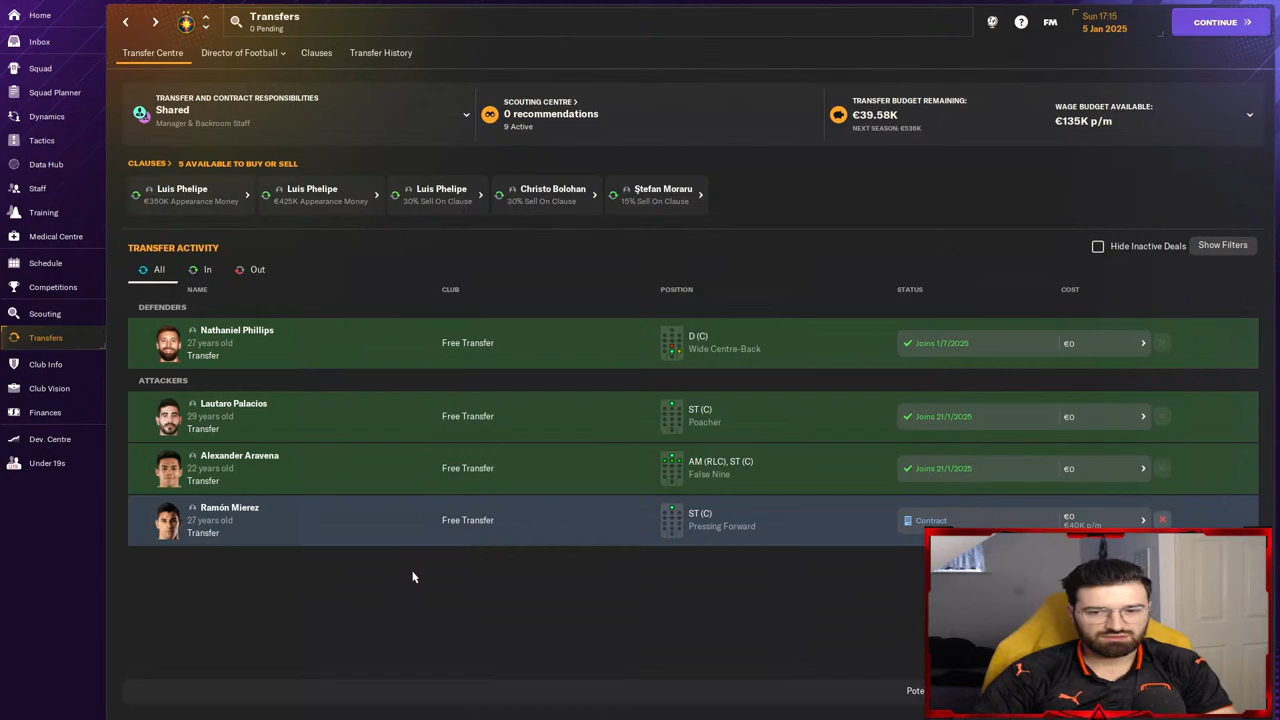 Home
Inbox
Squad
Squad Planner
Dynamics
Tactics
Data Hub
Staff
Training
Medical Centre
Schedule
Competitions
Scouting
Transfers
Club Info
Club Vision
Finances
Dev. Centre
Under 19s
Transfers
0 Pending
FM
Sun 17:15
5 Jan 2025
CONTINUE
Transfer Centre
Director of Football
Clauses
Transfer History
TRANSFER AND CONTRACT RESPONSIBILITIES
Shared
Manager & Backroom Staff
SCOUTING CENTRE >
0 recommendations
9 Active
TRANSFER BUDGET REMAINING:
€39.58K
NEXT SEASON: €536K
WAGE BUDGET AVAILABLE:
€135K p/m
CLAUSES > 5 AVAILABLE TO BUY OR SELL
Luis Phelipe
€350K Appearance Money
Luis Phelipe
€425K Appearance Money
Luis Phelipe
30% Sell On Clause
Christo Bolohan
30% Sell On Clause
Ștefan Moraru
15% Sell On Clause
TRANSFER ACTIVITY
Hide Inactive Deals
Show Filters
All
In
Out
NAME CLUB POSITION STATUS COST
DEFENDERS
Nathaniel Phillips
27 years old
Transfer
Free Transfer
D (C)
Wide Centre-Back
Joins 1/7/2025
€0
ATTACKERS
Lautaro Palacios
29 years old
Transfer
Free Transfer
ST (C)
Poacher
Joins 21/1/2025
€0
Alexander Aravena
22 years old
Transfer
Free Transfer
AM (RLC), ST (C)
False Nine
Joins 21/1/2025
€0
Ramón Mierez
27 years old
Transfer
Free Transfer
ST (C)
Pressing Forward
Contract
€0
€40K p/m